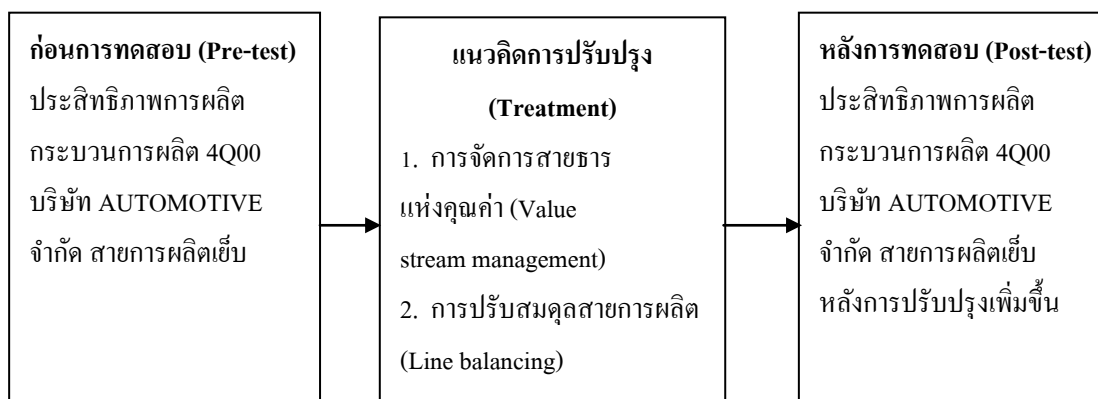 ก่อนการทดสอบ (Pre-test)
ประสิทธิภาพการผลิต
กระบวนการผลิต 4Q00
บริษัท AUTOMOTIVE
จำกัด สายการผลิตเย็บ
แนวคิดการปรับปรุง
(Treatment)
1. การจัดการสายธาร
แห่งคุณค่า (Value
stream management)
2. การปรับสมดุลสายการผลิต
(Line balancing)
หลังการทดสอบ (Post-test)
ประสิทธิภาพการผลิต
กระบวนการผลิต 4Q00
บริษัท AUTOMOTIVE
จำกัด สายการผลิตเย็บ
หลังการปรับปรุงเพิ่มขึ้น